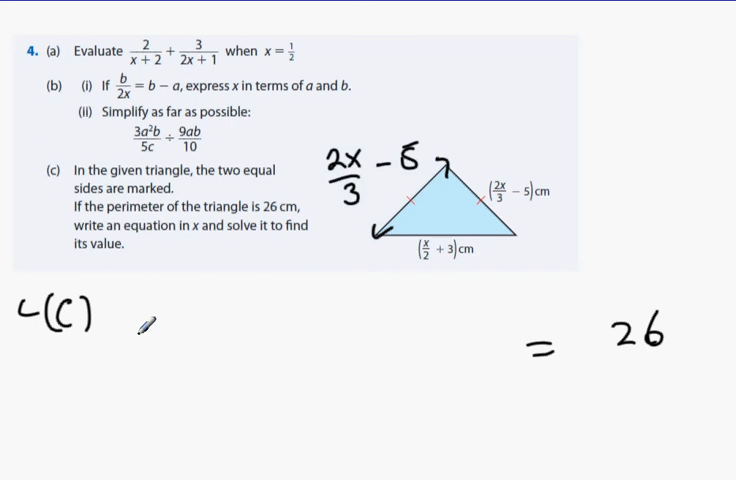 4. (a) Evaluate 2/(x + 2) + 3/(2x + 1) when x = 1/2
(b) (i) If b/2x = b − a, express x in terms of a and b.
(ii) Simplify as far as possible:
3a²b/5c ÷ 9ab/10
(c) In the given triangle, the two equal
sides are marked.
If the perimeter of the triangle is 26 cm,
write an equation in x and solve it to find
its value.
2x/3 − 5
(2x/3 − 5)cm
(x/2 + 3)cm
4(c)
= 26